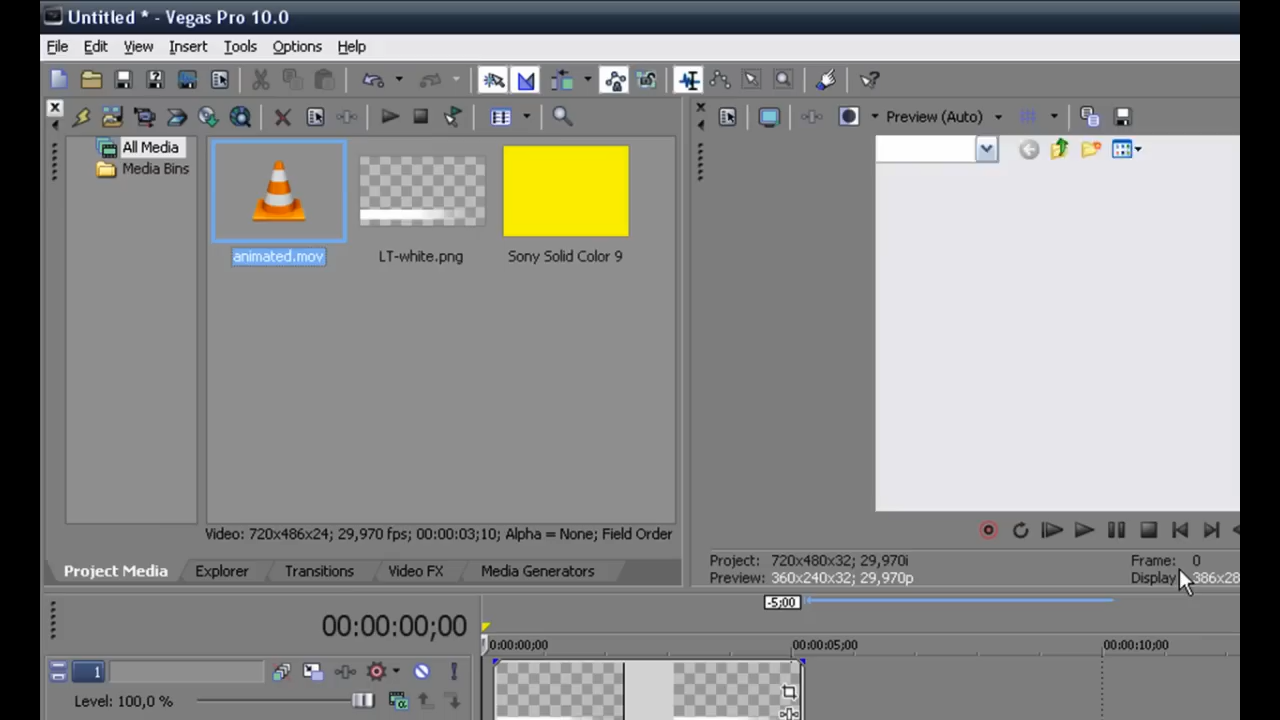 Untitled * - Vegas Pro 10.0
File Edit View Insert Tools Options Help
Preview (Auto)
All Media
Media Bins
animated.mov LT-white.png Sony Solid Color 9
Video: 720x486x24; 29,970 fps; 00:00:03;10; Alpha = None; Field Order
Project Media Explorer Transitions Video FX Media Generators
Project: 720x480x32; 29,970i Frame: 0
Preview: 360x240x32; 29,970p Display 386x28
-5;00
00:00:00;00
0:00:00;00 00:00:05;00 00:00:10;00
1
Level: 100,0 %